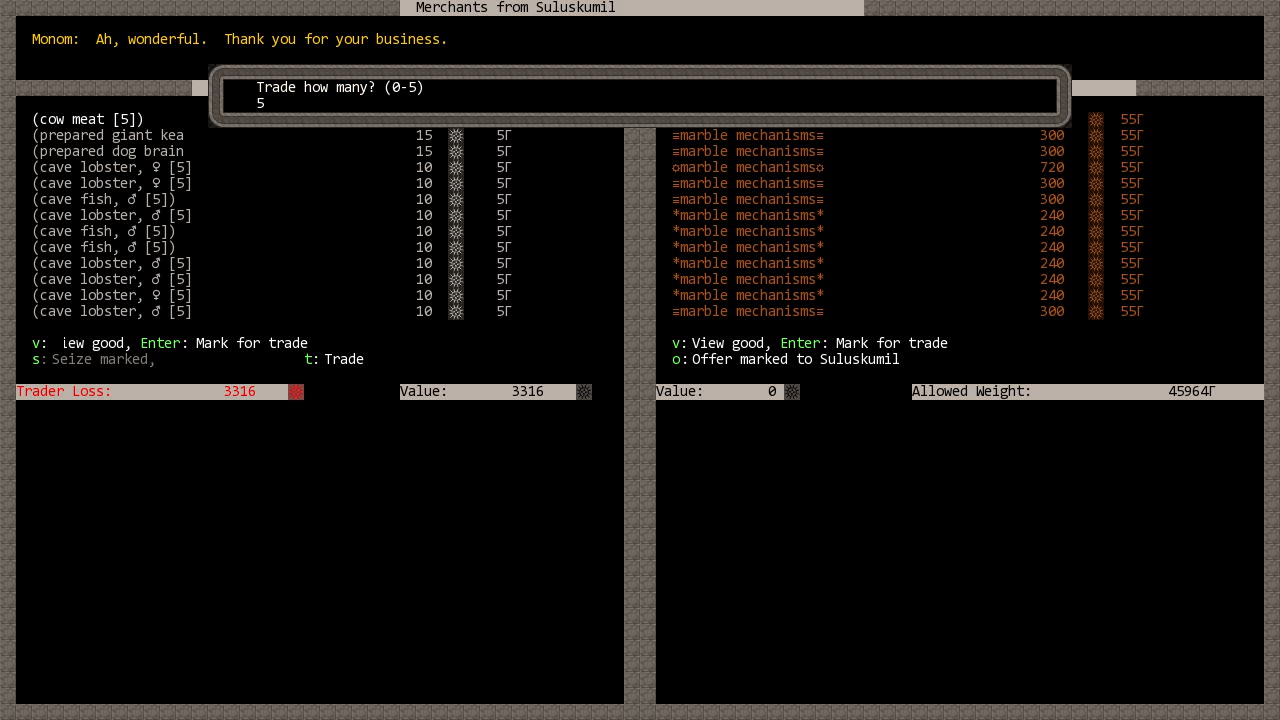 Merchants from Suluskumil
Monom:  Ah, wonderful.  Thank you for your business.
Trade how many? (0-5)
5
(cow meat [5]) 55Γ
(prepared giant kea 15 ☼ 5Γ ≡marble mechanisms≡ 300 ☼ 55Γ
(prepared dog brain 15 ☼ 5Γ ≡marble mechanisms≡ 300 ☼ 55Γ
(cave lobster, ♀ [5] 10 ☼ 5Γ ☼marble mechanisms☼ 720 ☼ 55Γ
(cave lobster, ♀ [5] 10 ☼ 5Γ ≡marble mechanisms≡ 300 ☼ 55Γ
(cave fish, ♂ [5]) 10 ☼ 5Γ ≡marble mechanisms≡ 300 ☼ 55Γ
(cave lobster, ♂ [5] 10 ☼ 5Γ *marble mechanisms* 240 ☼ 55Γ
(cave fish, ♂ [5]) 10 ☼ 5Γ *marble mechanisms* 240 ☼ 55Γ
(cave fish, ♂ [5]) 10 ☼ 5Γ *marble mechanisms* 240 ☼ 55Γ
(cave lobster, ♂ [5] 10 ☼ 5Γ *marble mechanisms* 240 ☼ 55Γ
(cave lobster, ♂ [5] 10 ☼ 5Γ *marble mechanisms* 240 ☼ 55Γ
(cave lobster, ♀ [5] 10 ☼ 5Γ *marble mechanisms* 240 ☼ 55Γ
(cave lobster, ♂ [5] 10 ☼ 5Γ ≡marble mechanisms≡ 300 ☼ 55Γ
v: iew good, Enter: Mark for trade v: View good, Enter: Mark for trade
s: Seize marked, t: Trade o: Offer marked to Suluskumil
Trader Loss: 3316 ☼ Value: 3316 ☼ Value: 0 ☼ Allowed Weight: 45964Γ